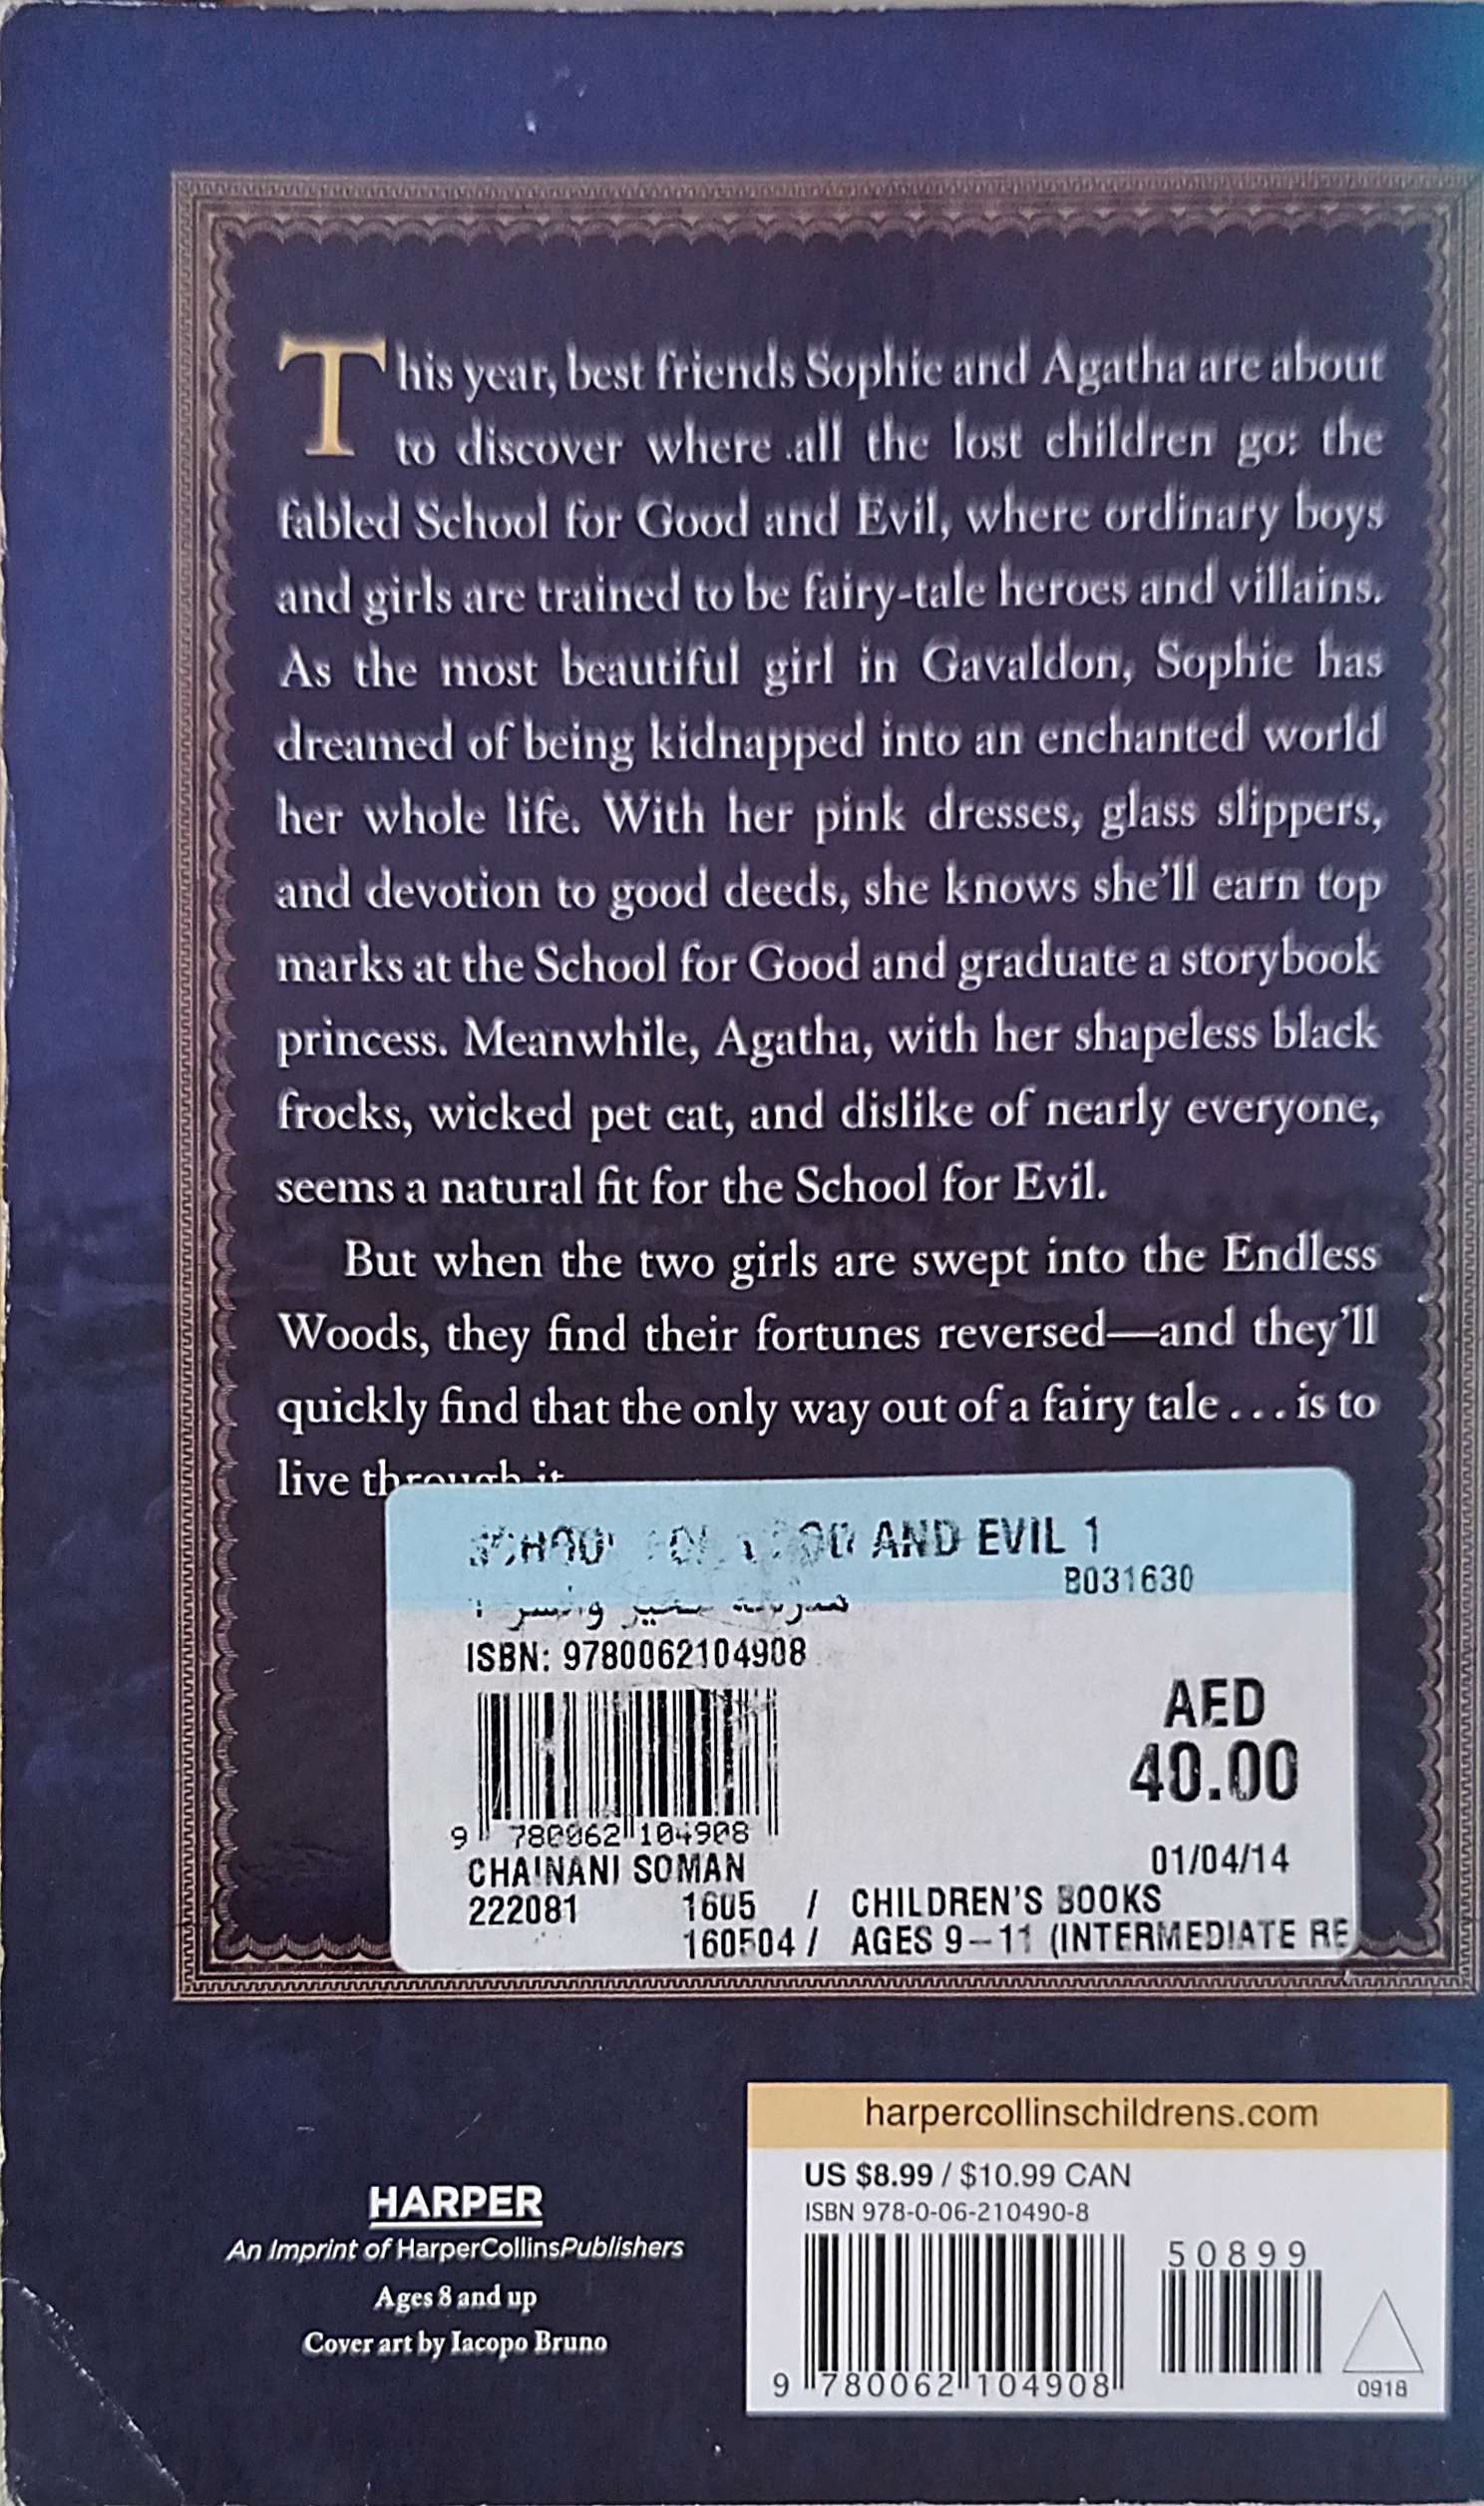 This year, best friends Sophie and Agatha are about
to discover where all the lost children go: the
fabled School for Good and Evil, where ordinary boys
and girls are trained to be fairy-tale heroes and villains.
As the most beautiful girl in Gavaldon, Sophie has
dreamed of being kidnapped into an enchanted world
her whole life. With her pink dresses, glass slippers,
and devotion to good deeds, she knows she'll earn top
marks at the School for Good and graduate a storybook
princess. Meanwhile, Agatha, with her shapeless black
frocks, wicked pet cat, and dislike of nearly everyone,
seems a natural fit for the School for Evil.
But when the two girls are swept into the Endless
Woods, they find their fortunes reversed—and they'll
quickly find that the only way out of a fairy tale . . . is to
live through it
AND EVIL 1
B031630
ISBN: 9780062104908
AED
40.00
9 780062 104908
CHAINANI SOMAN
01/04/14
222081 1605 / CHILDREN'S BOOKS
160504 / AGES 9-11 (INTERMEDIATE RE
harpercollinschildrens.com
US $8.99 / $10.99 CAN
ISBN 978-0-06-210490-8
50899
9 780062 104908
0918
HARPER
An Imprint of HarperCollinsPublishers
Ages 8 and up
Cover art by Iacopo Bruno